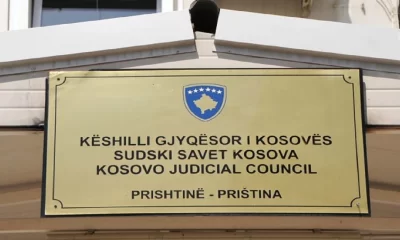 KËSHILLI GJYQËSOR I KOSOVËS
SUDSKI SAVET KOSOVA
KOSOVO JUDICIAL COUNCIL
PRISHTINË - PRIŠTINA